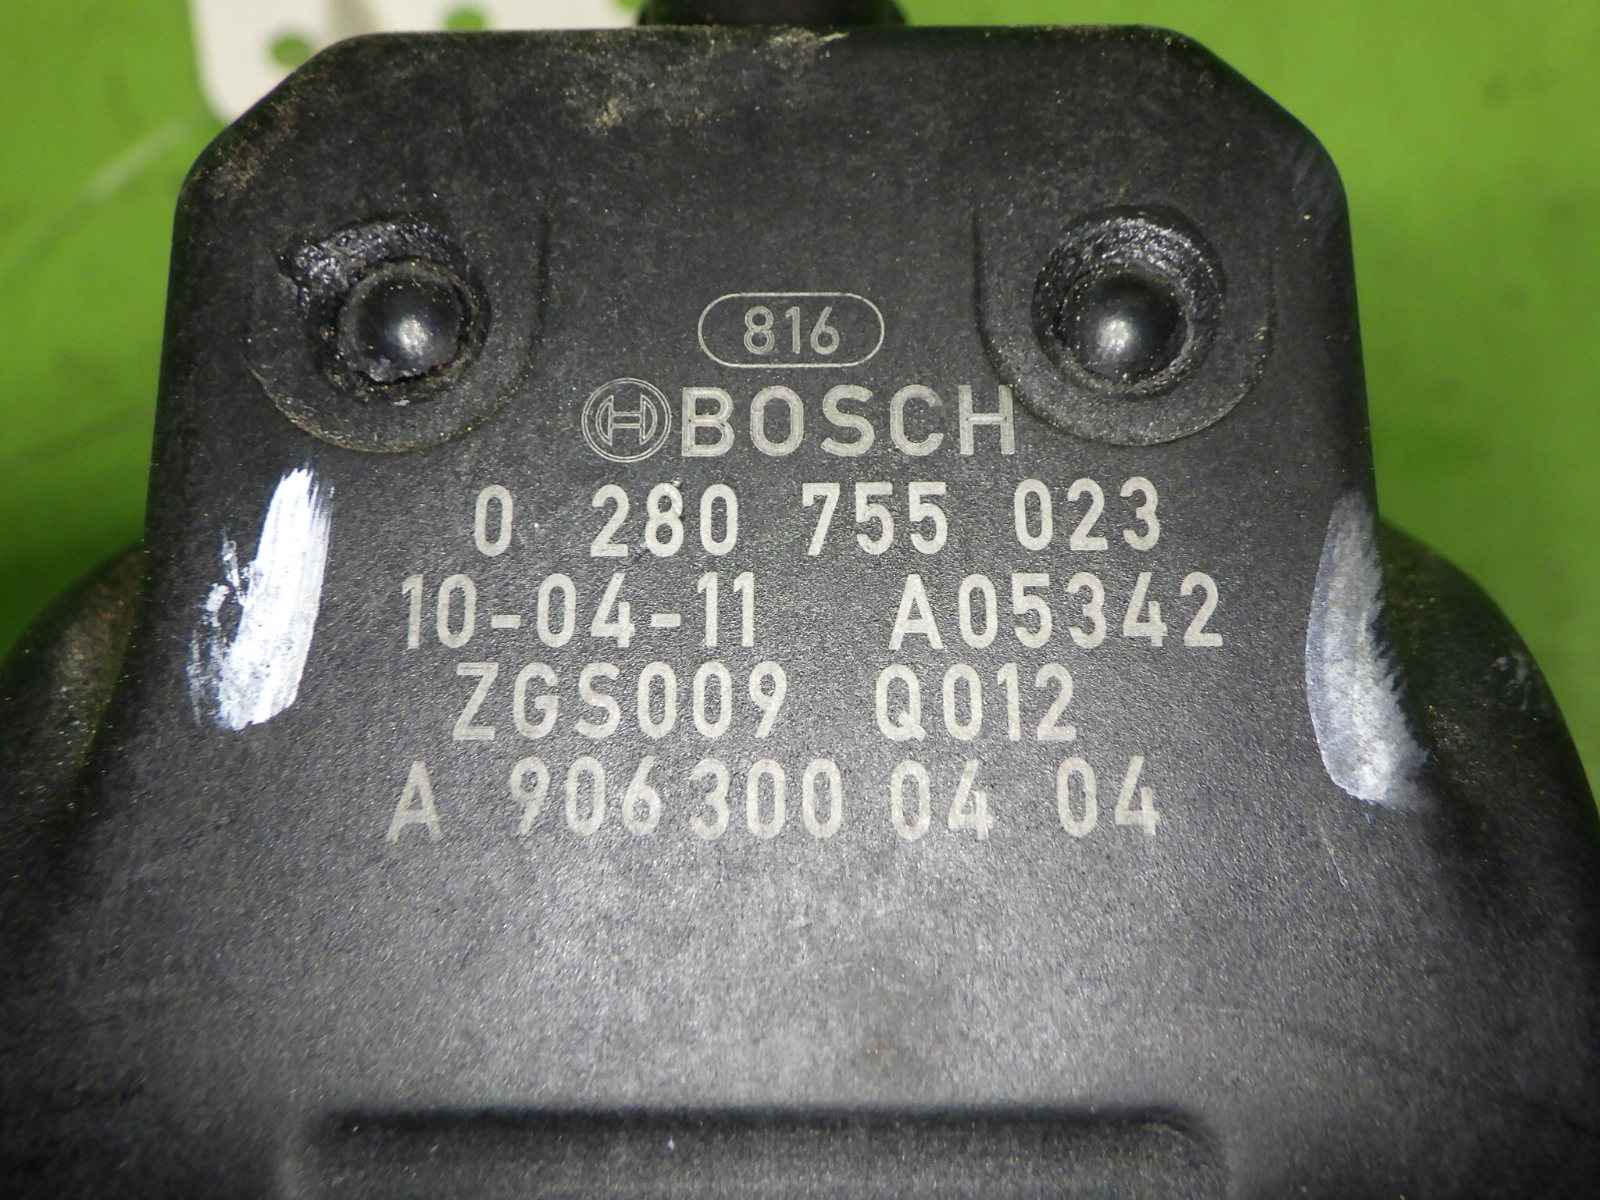 816
BOSCH
0 280 755 023
10-04-11 A05342
ZGS009 Q012
A 906 300 04 04